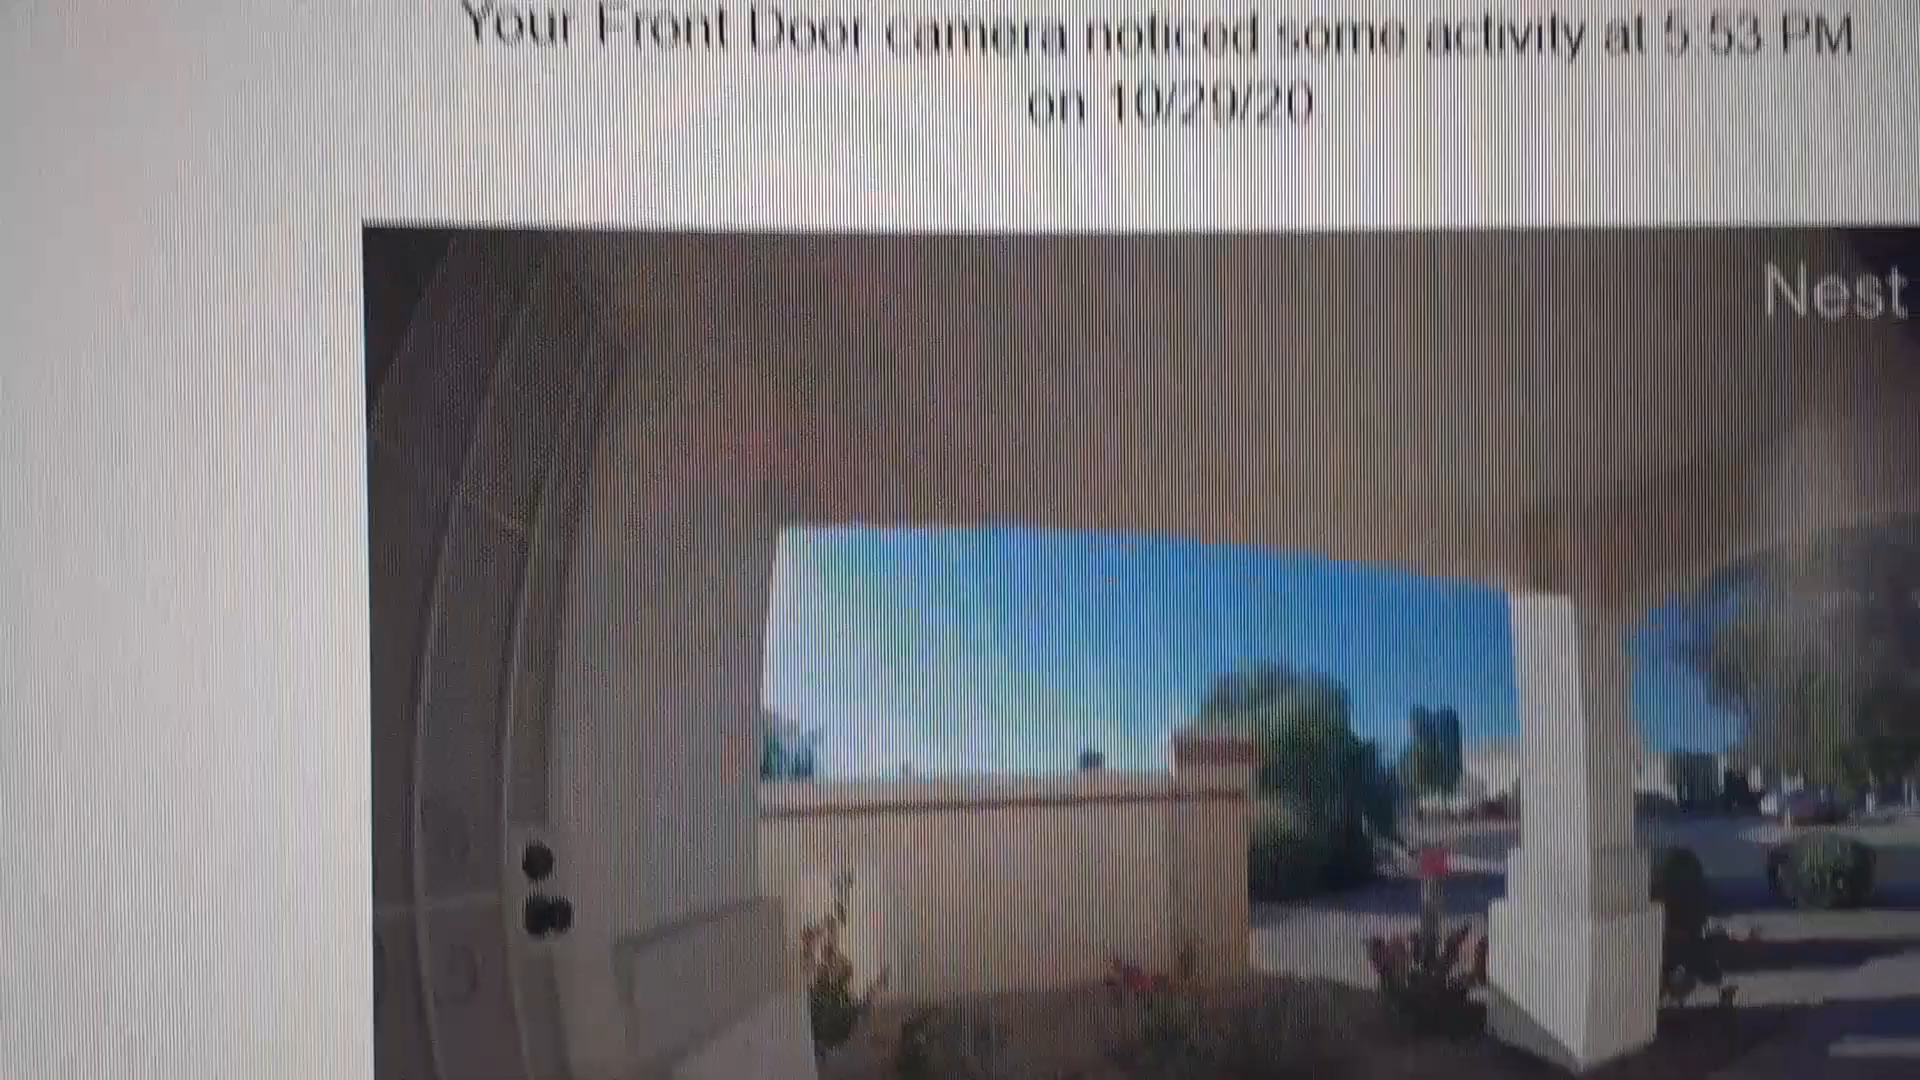 Your Front Door camera noticed some activity at 5:53 PM
on 10/29/20
Nest